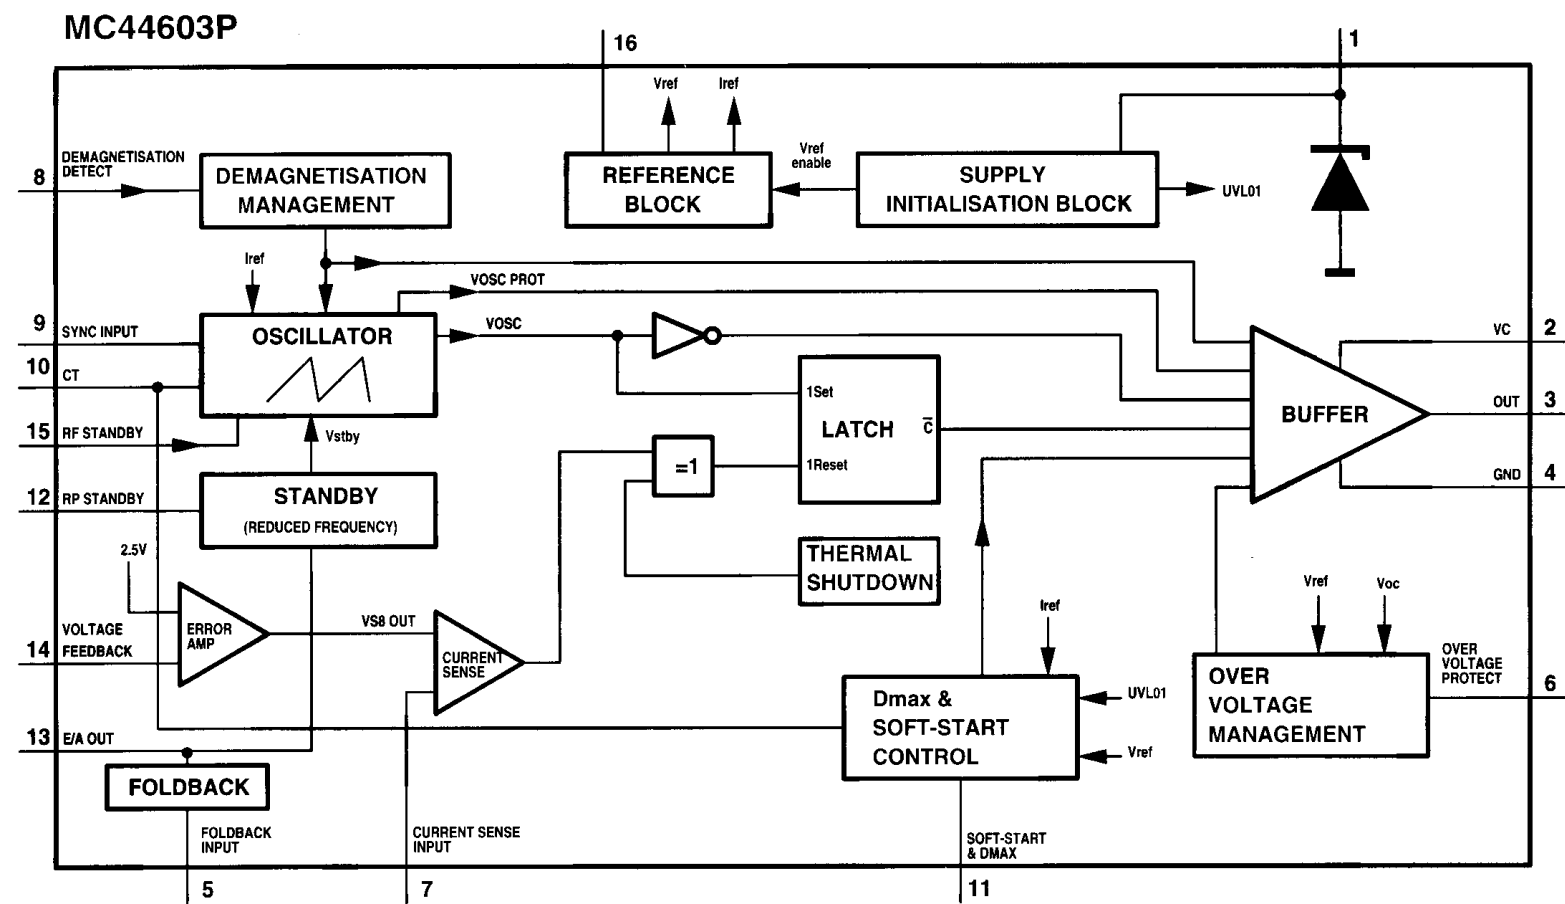 MC44603P
16
1
Vref
Iref
DEMAGNETISATION
DETECT
8
DEMAGNETISATION
MANAGEMENT
REFERENCE
BLOCK
Vref
enable
SUPPLY
INITIALISATION BLOCK
UVL01
Iref
VOSC PROT
9
SYNC INPUT
OSCILLATOR
VOSC
VC
2
10
CT
1Set
LATCH
C̅
BUFFER
OUT
3
15
RF STANDBY
Vstby
=1
1Reset
GND
4
12
RP STANDBY
STANDBY
(REDUCED FREQUENCY)
2.5V
THERMAL
SHUTDOWN
VOLTAGE
FEEDBACK
14
ERROR
AMP
VS8 OUT
CURRENT
SENSE
Iref
Vref
Voc
OVER
VOLTAGE
PROTECT
6
Dmax &
SOFT-START
CONTROL
UVL01
Vref
OVER
VOLTAGE
MANAGEMENT
13
E/A OUT
FOLDBACK
FOLDBACK
INPUT
CURRENT SENSE
INPUT
SOFT-START
& DMAX
5
7
11